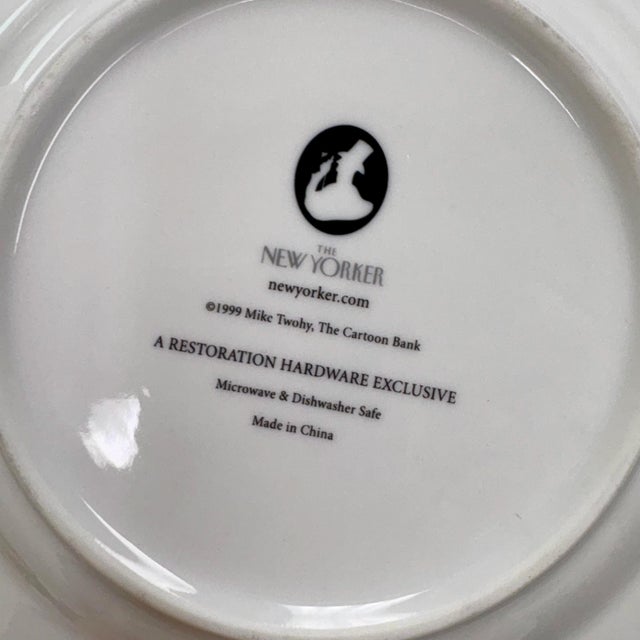 THE
NEW YORKER
newyorker.com
©1999 Mike Twohy, The Cartoon Bank
A RESTORATION HARDWARE EXCLUSIVE
Microwave & Dishwasher Safe
Made in China